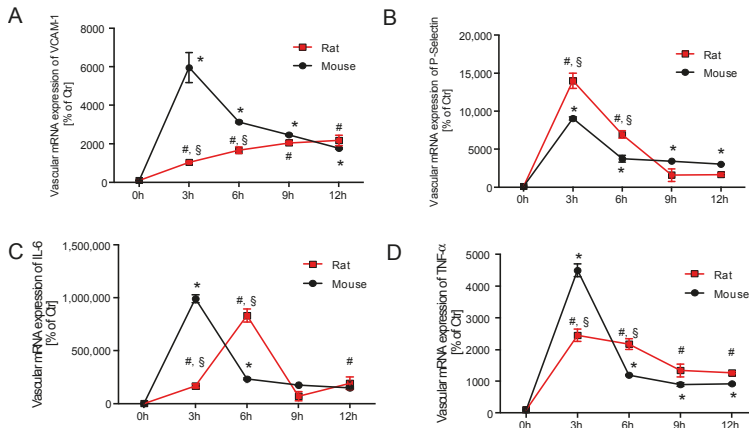 A
Vascular mRNA expression of VCAM-1
[% of Ctr]
8000
6000
4000
2000
0
0h 3h 6h 9h 12h
Rat
Mouse
*
*
*
#
#, §
#, §
#
*
B
Vascular mRNA expression of P-Selectin
[% of Ctr]
20,000
15,000
10,000
5000
0
0h 3h 6h 9h 12h
Rat
Mouse
#, §
*
#, §
*
*
*
C
Vascular mRNA expression of IL-6
[% of Ctr]
1,500,000
1,000,000
500,000
0
0h 3h 6h 9h 12h
Rat
Mouse
*
#, §
#, §
*
#
D
Vascular mRNA expression of TNF-α
[% of Ctr]
5000
4000
3000
2000
1000
0
0h 3h 6h 9h 12h
Rat
Mouse
*
#, §
#, §
#
#
*
*
*